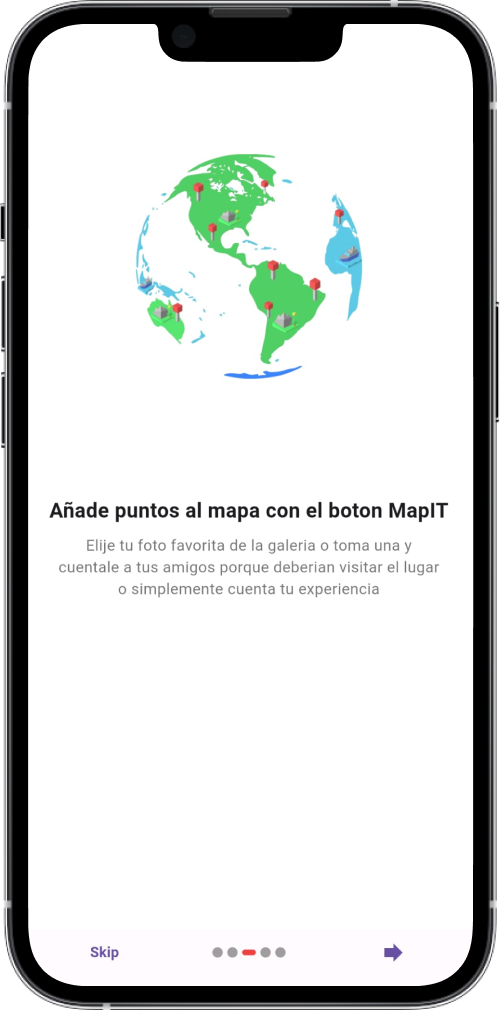 Añade puntos al mapa con el boton MapIT
Elije tu foto favorita de la galeria o toma una y
cuentale a tus amigos porque deberian visitar el lugar
o simplemente cuenta tu experiencia
Skip